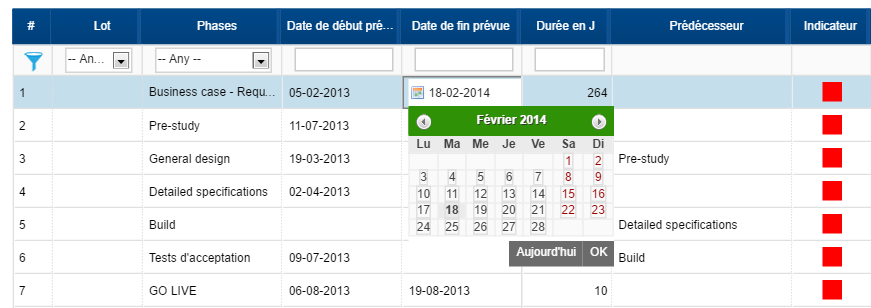 # Lot Phases Date de début pré... Date de fin prévue Durée en J Prédécesseur Indicateur
-- An... -- Any --
1 Business case - Requ... 05-02-2013 18-02-2014 264
2 Pre-study 11-07-2013
Février 2014
Lu Ma Me Je Ve Sa Di
1 2
3 General design 19-03-2013 Pre-study
3 4 5 6 7 8 9
4 Detailed specifications 02-04-2013
10 11 12 13 14 15 16
17 18 19 20 21 22 23
5 Build Detailed specifications
24 25 26 27 28
Aujourd'hui OK
6 Tests d'acceptation 09-07-2013 Build
7 GO LIVE 06-08-2013 19-08-2013 10